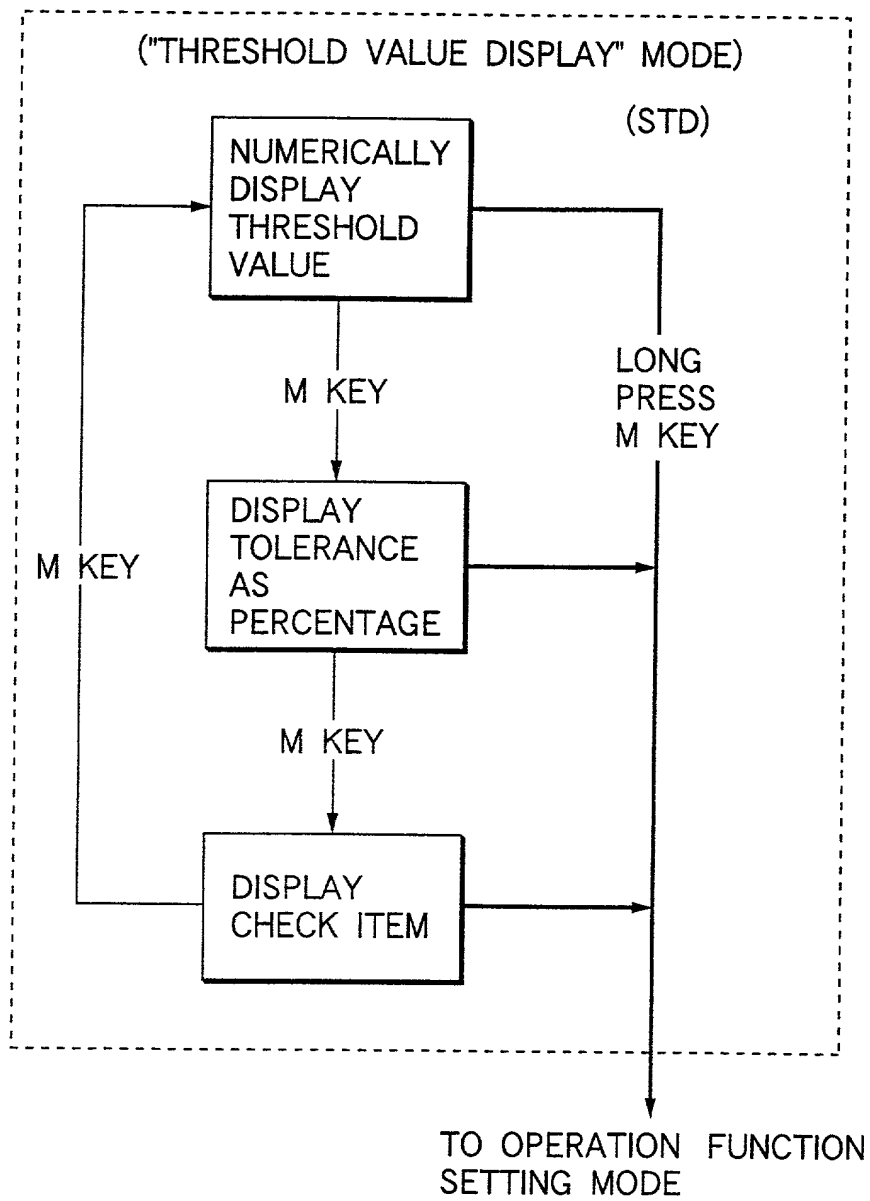 ("THRESHOLD VALUE DISPLAY" MODE)
(STD)
NUMERICALLY
DISPLAY
THRESHOLD
VALUE
LONG
PRESS
M KEY
M KEY
DISPLAY
TOLERANCE
AS
PERCENTAGE
M KEY
M KEY
DISPLAY
CHECK ITEM
TO OPERATION FUNCTION
SETTING MODE